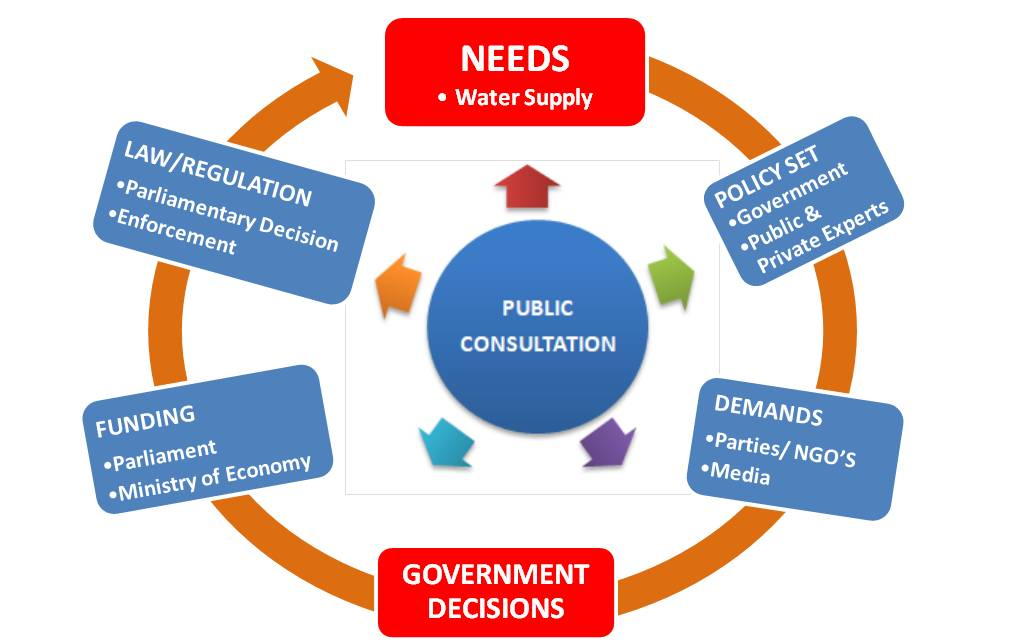 NEEDS
• Water Supply
POLICY SET
•Government
•Public &
Private Experts
DEMANDS
•Parties/ NGO'S
•Media
GOVERNMENT
DECISIONS
FUNDING
•Parliament
•Ministry of Economy
LAW/REGULATION
•Parliamentary Decision
•Enforcement
PUBLIC
CONSULTATION